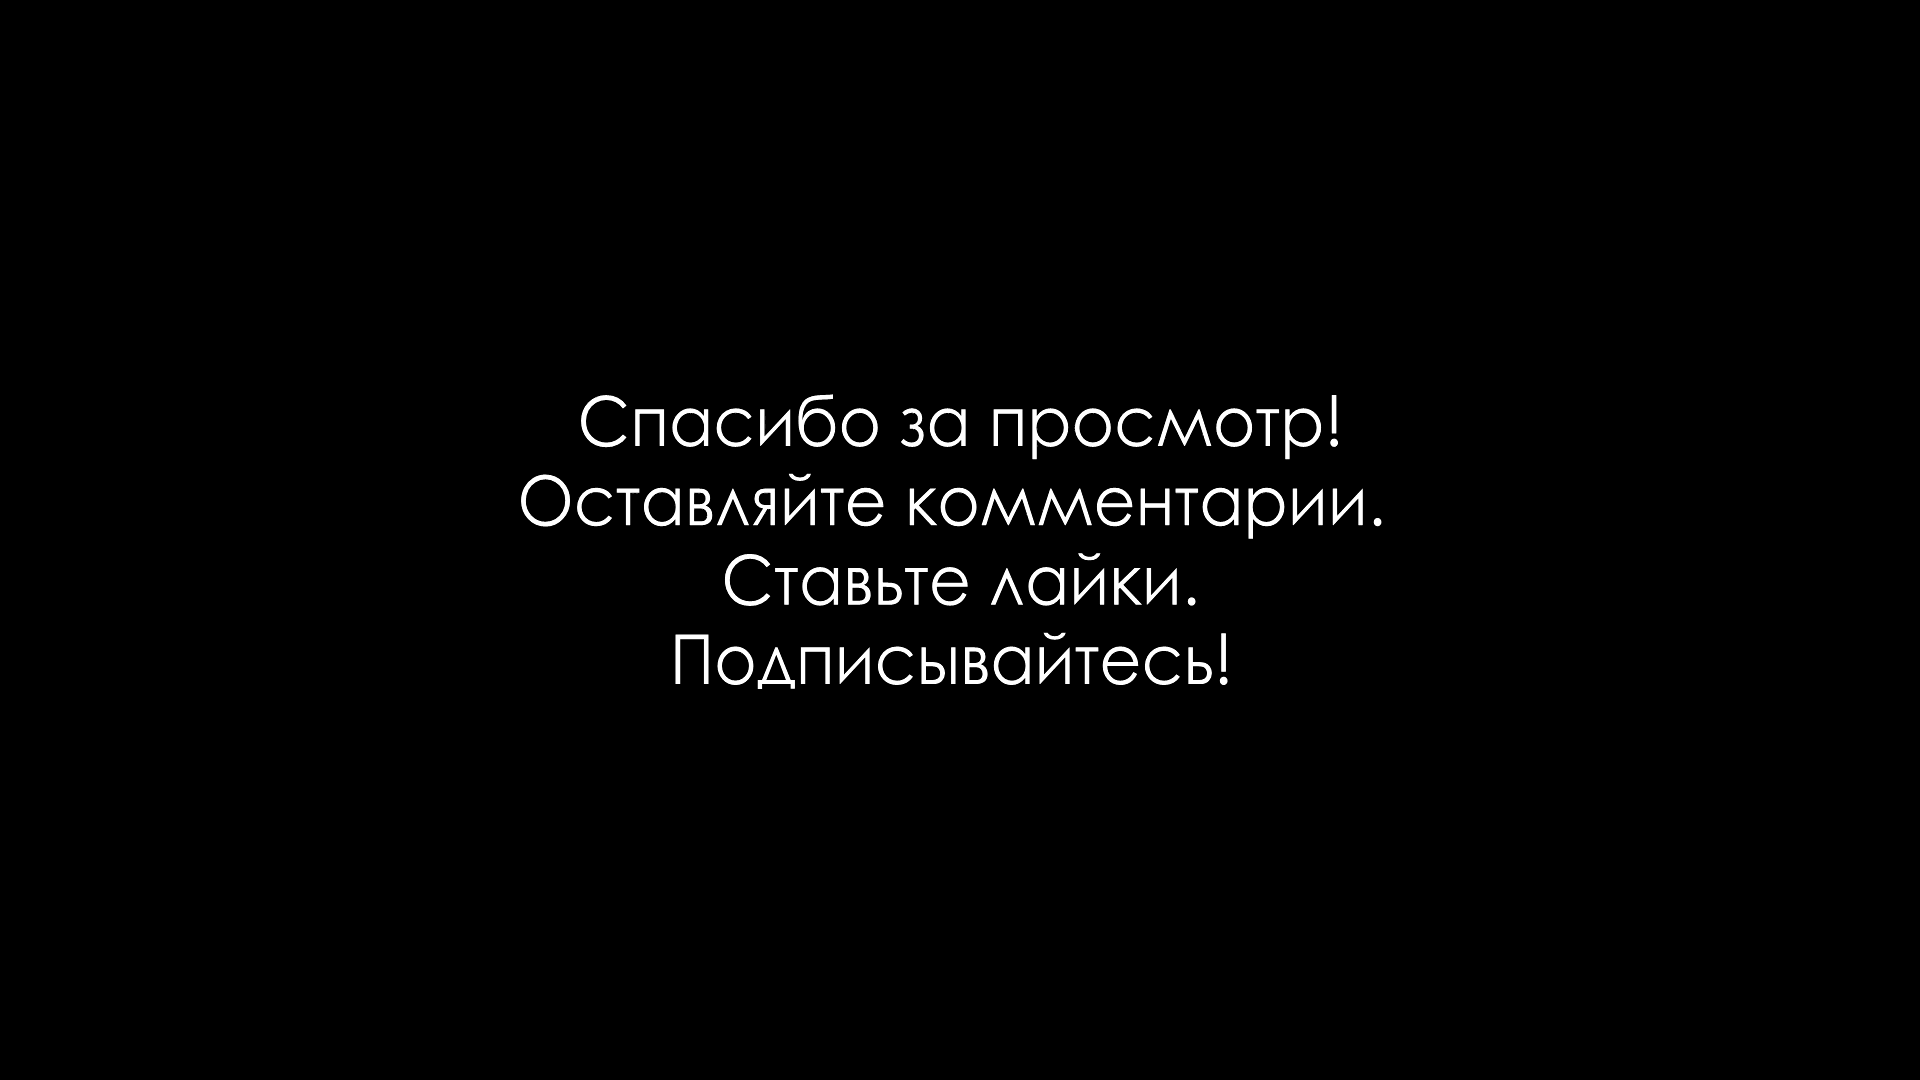 Спасибо за просмотр!
Оставляйте комментарии.
Ставьте лайки.
Подписывайтесь!